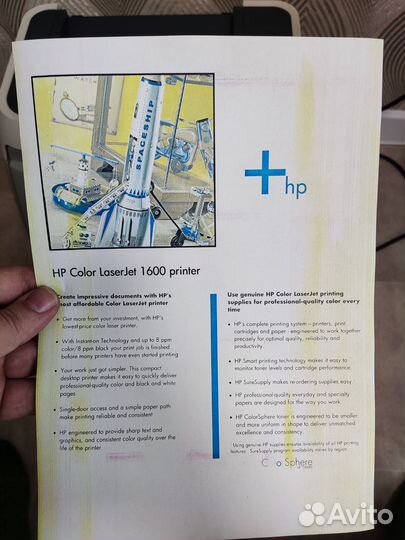 SPACESHIP
+hp
HP Color LaserJet 1600 printer
Create impressive documents with HP's
most affordable Color LaserJet printer
• Get more from your investment, with HP's
lowest-price color laser printer.
• With Instant-on Technology and up to 8 ppm
color/8 ppm black your print job is finished
before many printers have even started printing
• Your work just got simpler. This compact
desktop printer makes it easy to quickly deliver
professional-quality color and black and white
pages
• Single-door access and a simple paper path
make printing reliable and consistent
• HP engineered to provide sharp text and
graphics, and consistent color quality over the
life of the printer
Use genuine HP Color LaserJet printing
supplies for professional-quality color every
time
• HP's complete printing system – printers, print
cartridges and paper : engineered to work together
precisely for optimal quality, reliability and
productivity
• HP Smart printing technology makes it easy to
monitor toner levels and cartridge performance.
• HP SureSupply makes re-ordering supplies easy
• HP professional-quality everyday and specialty
papers are designed for the way you work.
• HP ColorSphere toner is engineered to be smaller
and more uniform in shape to deliver unmatched
excellence and consistency.
Using genuine HP supplies ensures availability of all HP printing
features. SureSupply program availability varies by region.
Co o Sphere
Avito